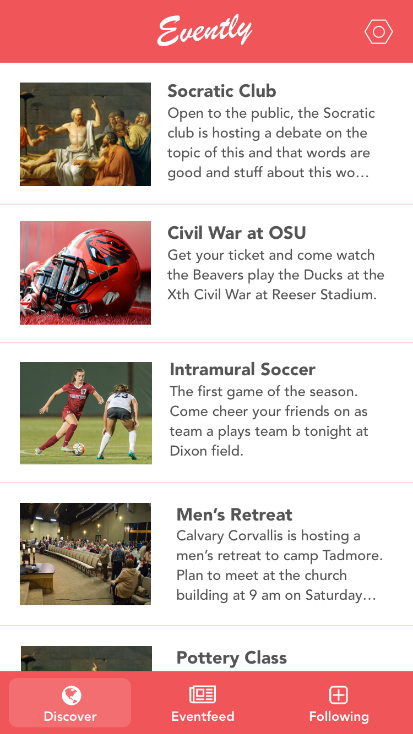 Evently
Socratic Club
Open to the public, the Socratic
club is hosting a debate on the
topic of this and that words are
good and stuff about this wo...
Civil War at OSU
Get your ticket and come watch
the Beavers play the Ducks at the
Xth Civil War at Reeser Stadium.
Intramural Soccer
The first game of the season.
Come cheer your friends on as
team a plays team b tonight at
Dixon field.
Men’s Retreat
Calvary Corvallis is hosting a
men’s retreat to camp Tadmore.
Plan to meet at the church
building at 9 am on Saturday...
Pottery Class
Discover
Eventfeed
Following